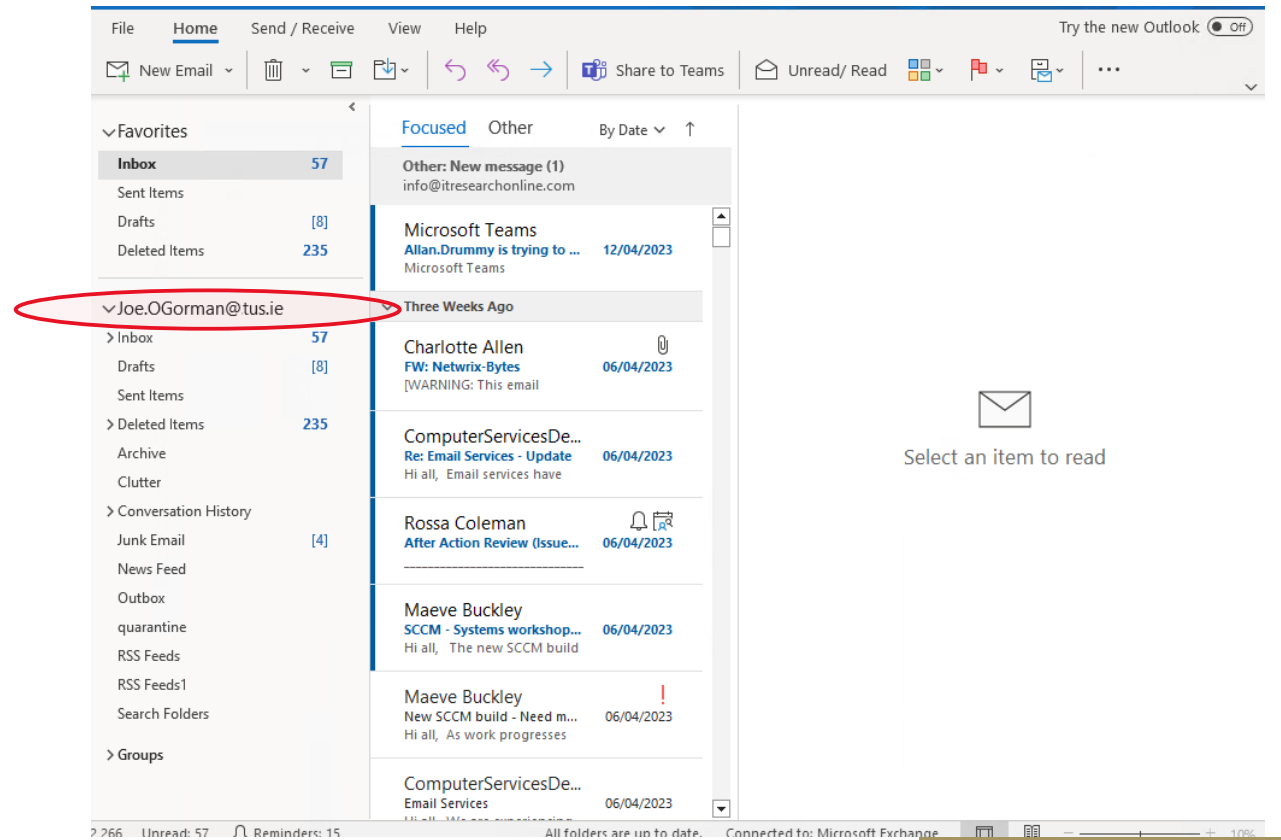 File Home Send / Receive View Help Try the new Outlook Off
New Email Share to Teams Unread/ Read ...
Favorites
Inbox 57
Sent Items
Drafts [8]
Deleted Items 235
Joe.OGorman@tus.ie
Inbox 57
Drafts [8]
Sent Items
Deleted Items 235
Archive
Clutter
Conversation History
Junk Email [4]
News Feed
Outbox
quarantine
RSS Feeds
RSS Feeds1
Search Folders
Groups
Focused Other By Date
Other: New message (1)
info@itresearchonline.com
Microsoft Teams
Allan.Drummy is trying to ... 12/04/2023
Microsoft Teams
Three Weeks Ago
Charlotte Allen
FW: Netwrix-Bytes 06/04/2023
[WARNING: This email
ComputerServicesDe...
Re: Email Services - Update 06/04/2023
Hi all, Email services have
Rossa Coleman
After Action Review (Issue... 06/04/2023
______________________________
Maeve Buckley
SCCM - Systems workshop... 06/04/2023
Hi all, The new SCCM build
Maeve Buckley
New SCCM build - Need m... 06/04/2023
Hi all, As work progresses
ComputerServicesDe...
Email Services 06/04/2023
Hi all, We are experiencing
Select an item to read
266 Unread: 57 Reminders: 15 All folders are up to date. Connected to: Microsoft Exchange 10%